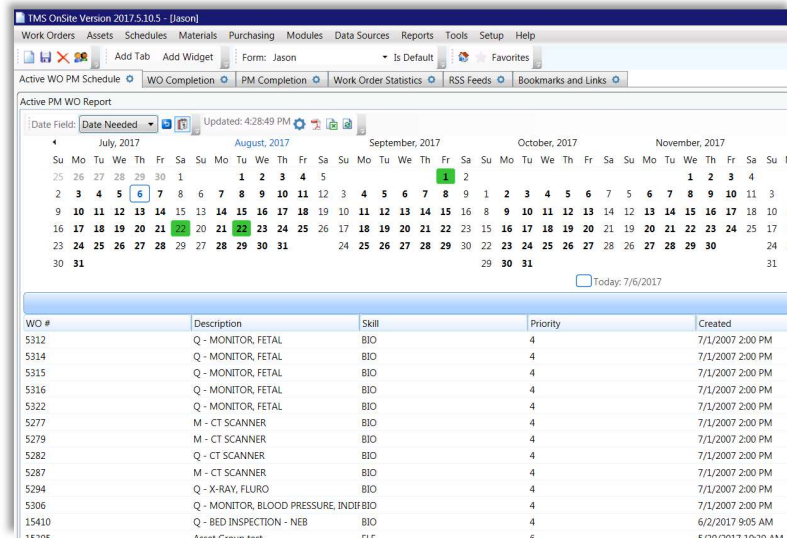 TMS OnSite Version 2017.5.10.5 - [Jason]
Work Orders Assets Schedules Materials Purchasing Modules Data Sources Reports Tools Setup Help
Add Tab Add Widget Form: Jason Is Default Favorites
Active WO PM Schedule WO Completion PM Completion Work Order Statistics RSS Feeds Bookmarks and Links
Active PM WO Report
Date Field: Date Needed Updated: 4:28:49 PM
July, 2017 August, 2017 September, 2017 October, 2017 November, 2017
Su Mo Tu We Th Fr Sa Su Mo Tu We Th Fr Sa Su Mo Tu We Th Fr Sa Su Mo Tu We Th Fr Sa Su Mo Tu We Th Fr Sa Su
25 26 27 28 29 30 1 1 2 3 4 5 1 2 1 2 3 4
2 3 4 5 6 7 8 6 7 8 9 10 11 12 3 4 5 6 7 8 9 1 2 3 4 5 6 7 5 6 7 8 9 10 11 3
9 10 11 12 13 14 15 13 14 15 16 17 18 19 10 11 12 13 14 15 16 8 9 10 11 12 13 14 12 13 14 15 16 17 18 10
16 17 18 19 20 21 22 20 21 22 23 24 25 26 17 18 19 20 21 22 23 15 16 17 18 19 20 21 19 20 21 22 23 24 25 17
23 24 25 26 27 28 29 27 28 29 30 31 24 25 26 27 28 29 30 22 23 24 25 26 27 28 26 27 28 29 30 24
30 31 29 30 31 31
Today: 7/6/2017
WO # Description Skill Priority Created
5312 Q - MONITOR, FETAL BIO 4 7/1/2007 2:00 PM
5314 Q - MONITOR, FETAL BIO 4 7/1/2007 2:00 PM
5315 Q - MONITOR, FETAL BIO 4 7/1/2007 2:00 PM
5316 Q - MONITOR, FETAL BIO 4 7/1/2007 2:00 PM
5322 Q - MONITOR, FETAL BIO 4 7/1/2007 2:00 PM
5277 M - CT SCANNER BIO 4 7/1/2007 2:00 PM
5279 M - CT SCANNER BIO 4 7/1/2007 2:00 PM
5282 Q - CT SCANNER BIO 4 7/1/2007 2:00 PM
5287 M - CT SCANNER BIO 4 7/1/2007 2:00 PM
5294 Q - X-RAY, FLURO BIO 4 7/1/2007 2:00 PM
5306 Q - MONITOR, BLOOD PRESSURE, INDIF BIO 4 7/1/2007 2:00 PM
15410 Q - BED INSPECTION - NEB BIO 4 6/2/2017 9:05 AM